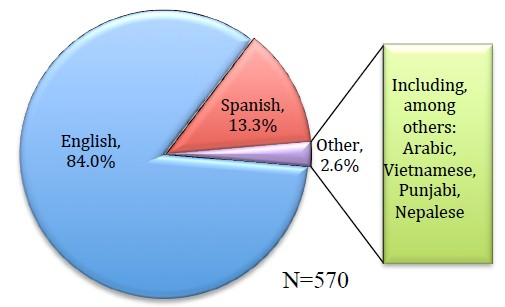 English,
84.0%
Spanish,
13.3%
Other,
2.6%
Including,
among
others:
Arabic,
Vietnamese,
Punjabi,
Nepalese
N=570